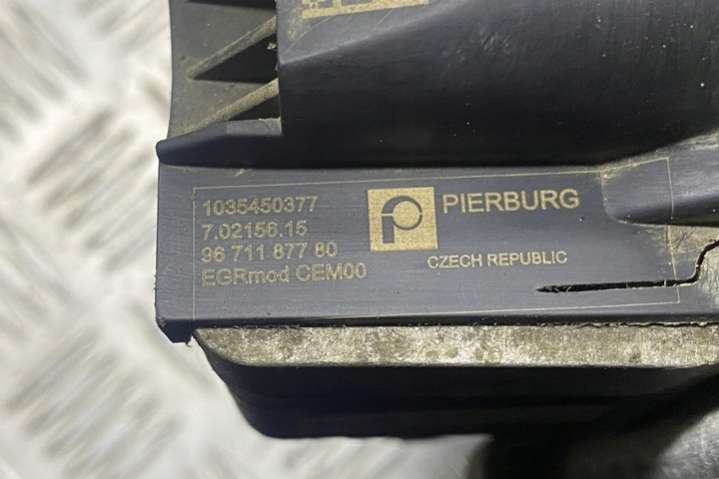 1035450377
7.02156.15
96 711 877 80
EGRmod CEM00
PIERBURG
CZECH REPUBLIC